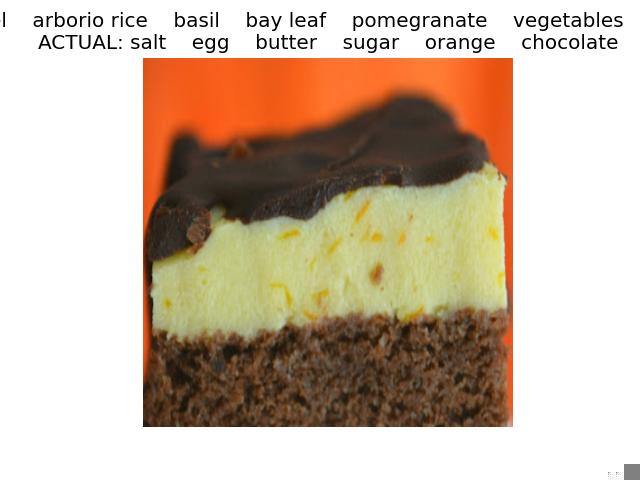 arborio rice basil bay leaf pomegranate vegetables
ACTUAL: salt egg butter sugar orange chocolate